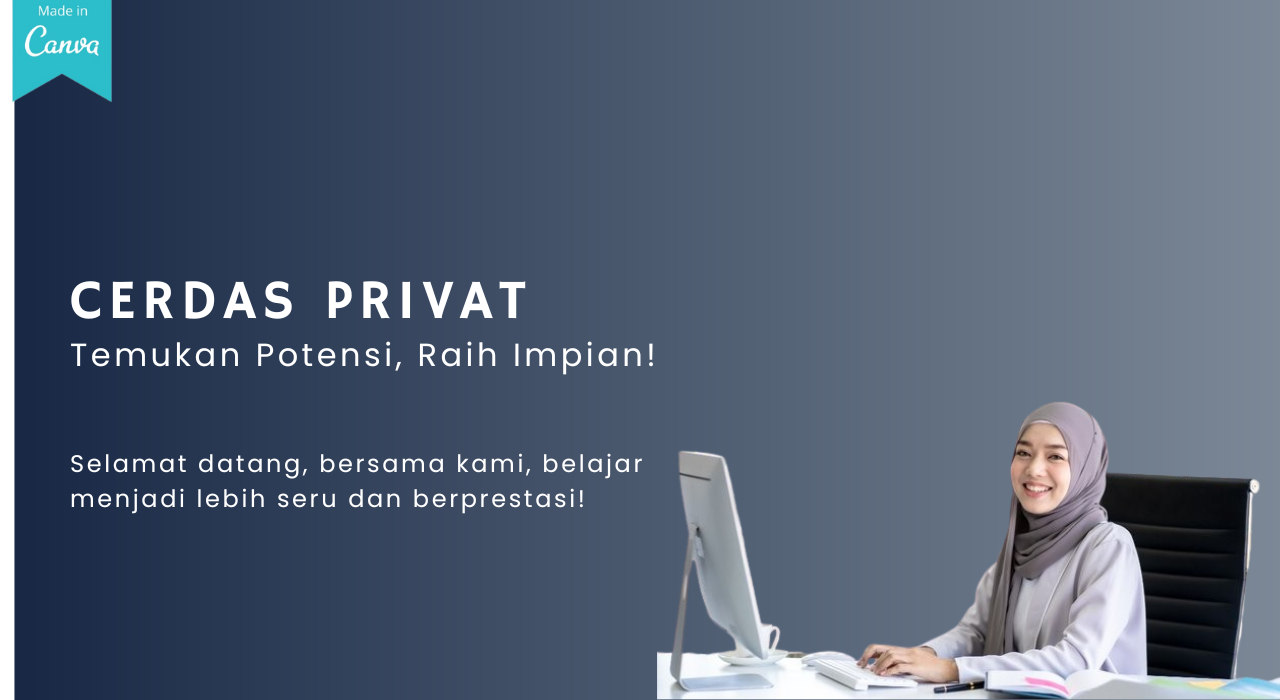 Made in
Canva
CERDAS PRIVAT
Temukan Potensi, Raih Impian!
Selamat datang, bersama kami, belajar
menjadi lebih seru dan berprestasi!